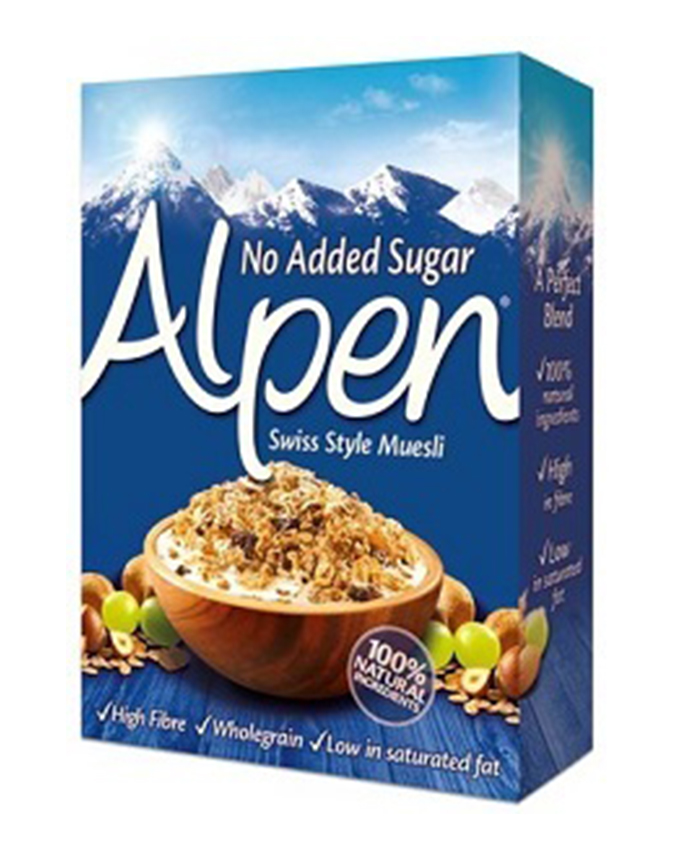 No Added Sugar
Alpen®
Swiss Style Muesli
100%
NATURAL
INGREDIENTS
✓High Fibre ✓Wholegrain ✓Low in saturated fat
A Perfect
Blend
✓100%
natural
ingredients
✓High
in fibre
✓Low
in saturated
fat